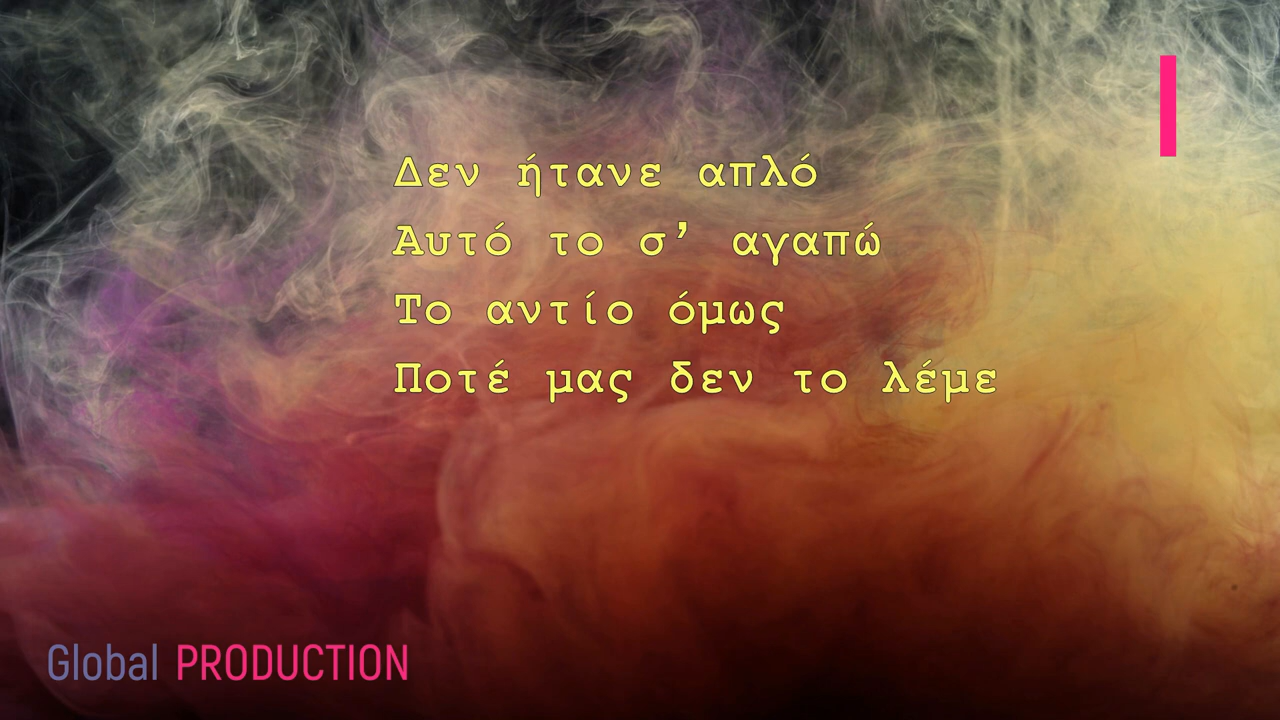 Δεν ήτανε απλό
Αυτό το σ’ αγαπώ
Το αντίο όμως
Ποτέ μας δεν το λέμε
Global PRODUCTION